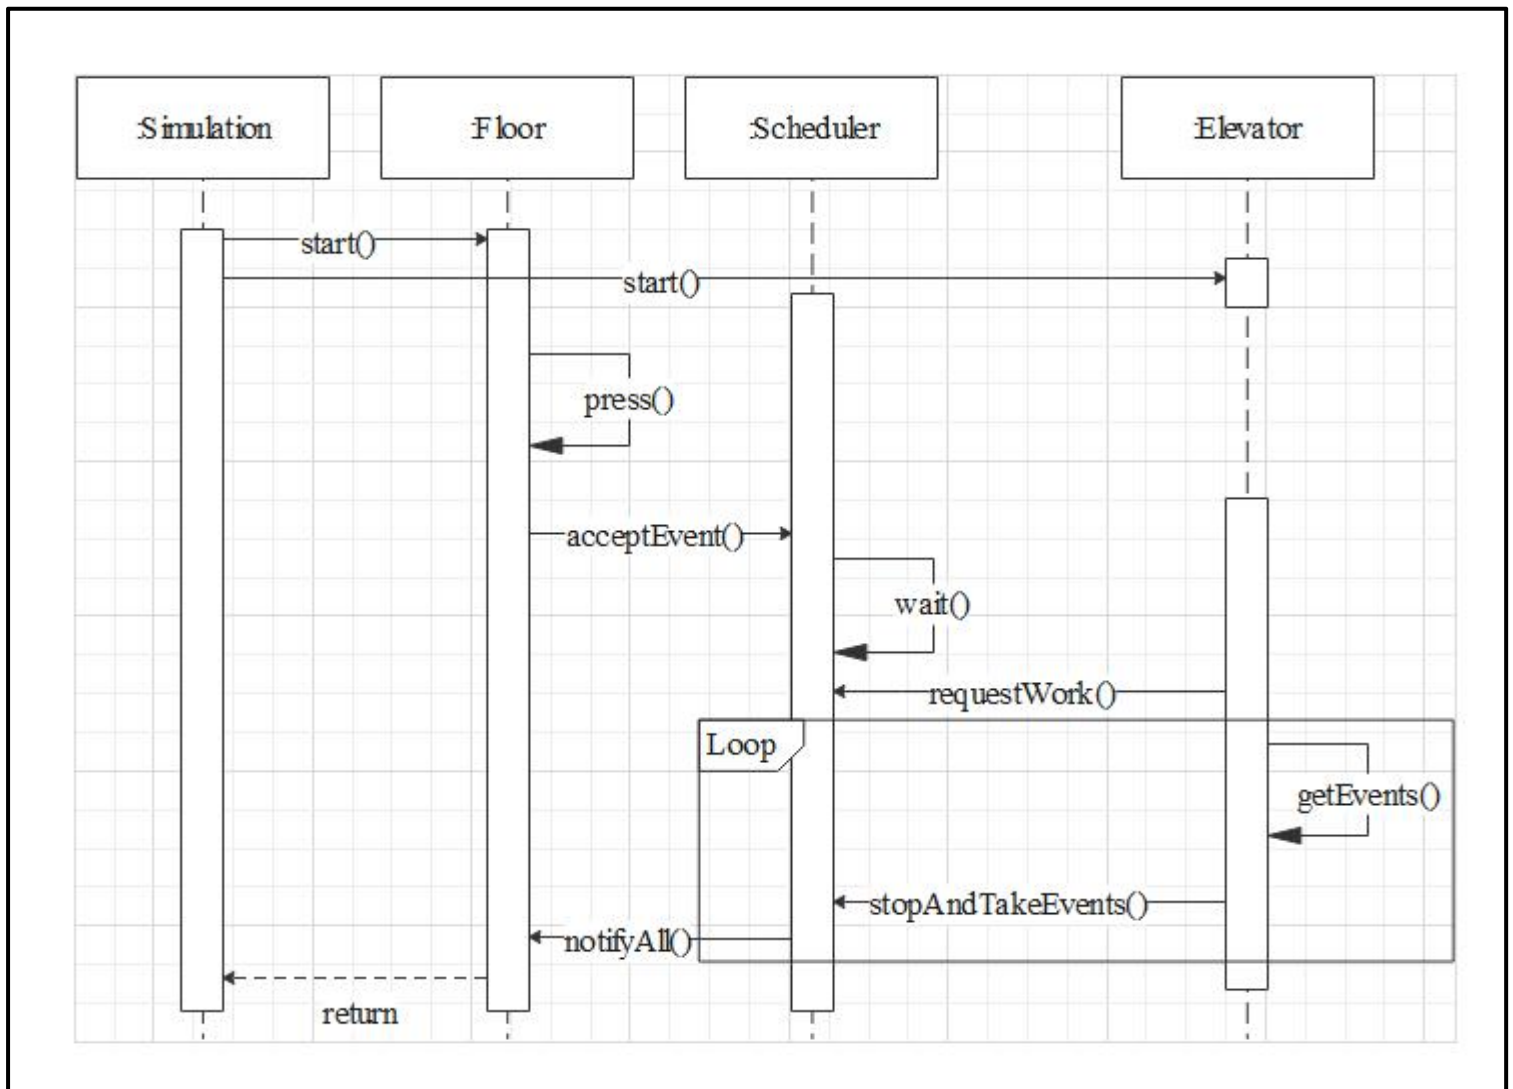 :Simulation
:Floor
:Scheduler
:Elevator
start()
start()
press()
acceptEvent()
wait()
requestWork()
Loop
getEvents()
stopAndTakeEvents()
notifyAll()
return